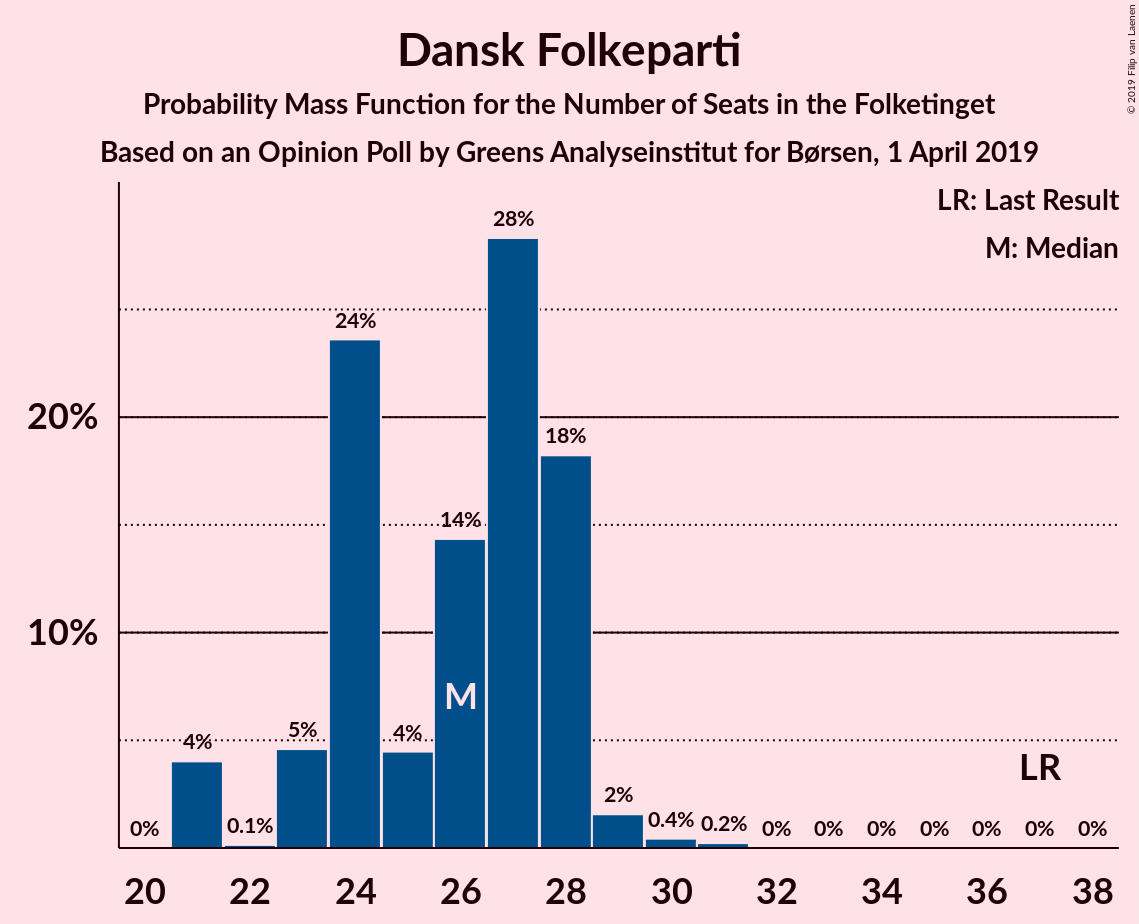 Dansk Folkeparti
Probability Mass Function for the Number of Seats in the Folketinget
Based on an Opinion Poll by Greens Analyseinstitut for Børsen, 1 April 2019
© 2019 Filip van Laenen
LR: Last Result
M: Median
28%
24%
20%
18%
14%
10%
M
5%
4%
4%
LR
2%
0.4%
0.2%
0.1%
0%
0%
0%
0%
0%
0%
0%
0%
20 22 24 26 28 30 32 34 36 38